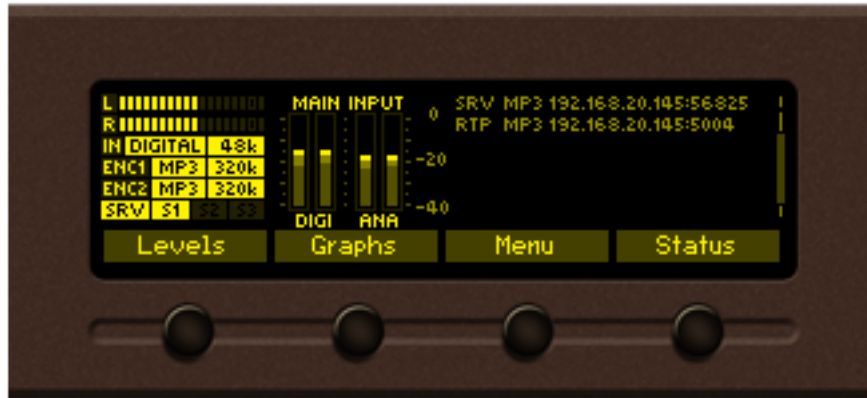 L
R
IN DIGITAL 48k
ENC1 MP3 320k
ENC2 MP3 320k
SRV S1 S2 S3
MAIN INPUT
0
-20
-40
DIGI ANA
SRV MP3 192.168.20.145:56825
RTP MP3 192.168.20.145:5004
Levels Graphs Menu Status